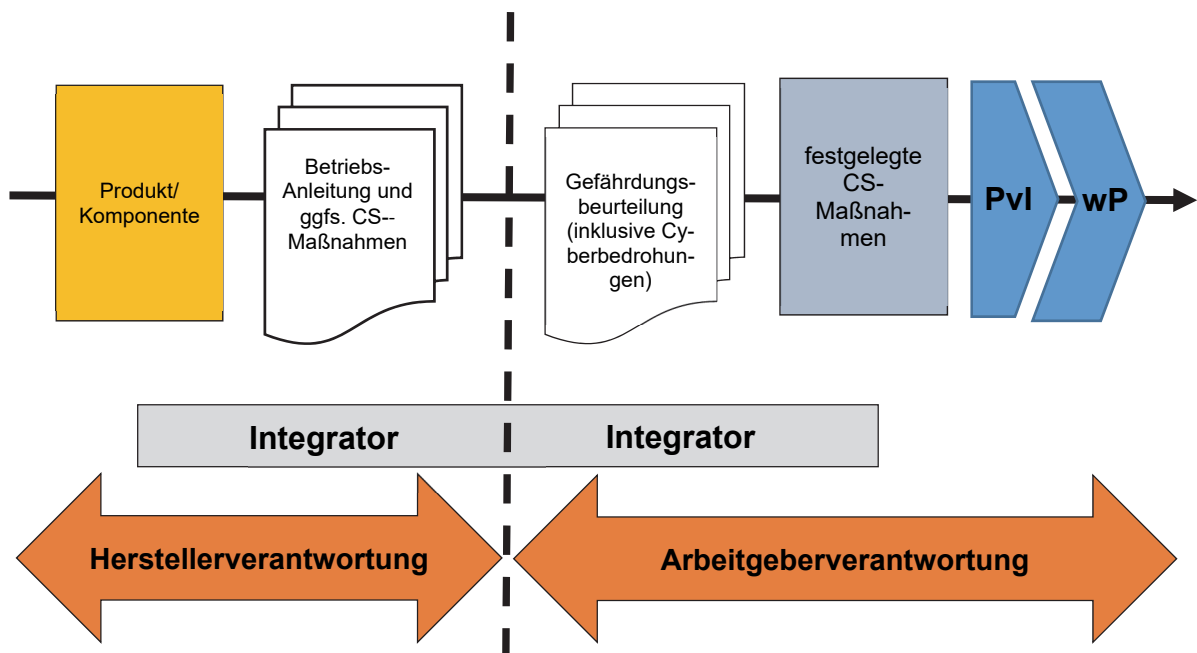 Produkt/
Komponente
Betriebs-
Anleitung und
ggfs. CS--
Maßnahmen
Gefährdungs-
beurteilung
(inklusive Cy-
berbedrohun-
gen)
festgelegte
CS-
Maßnah-
men
PvI
wP
Integrator
Integrator
Herstellerverantwortung
Arbeitgeberverantwortung